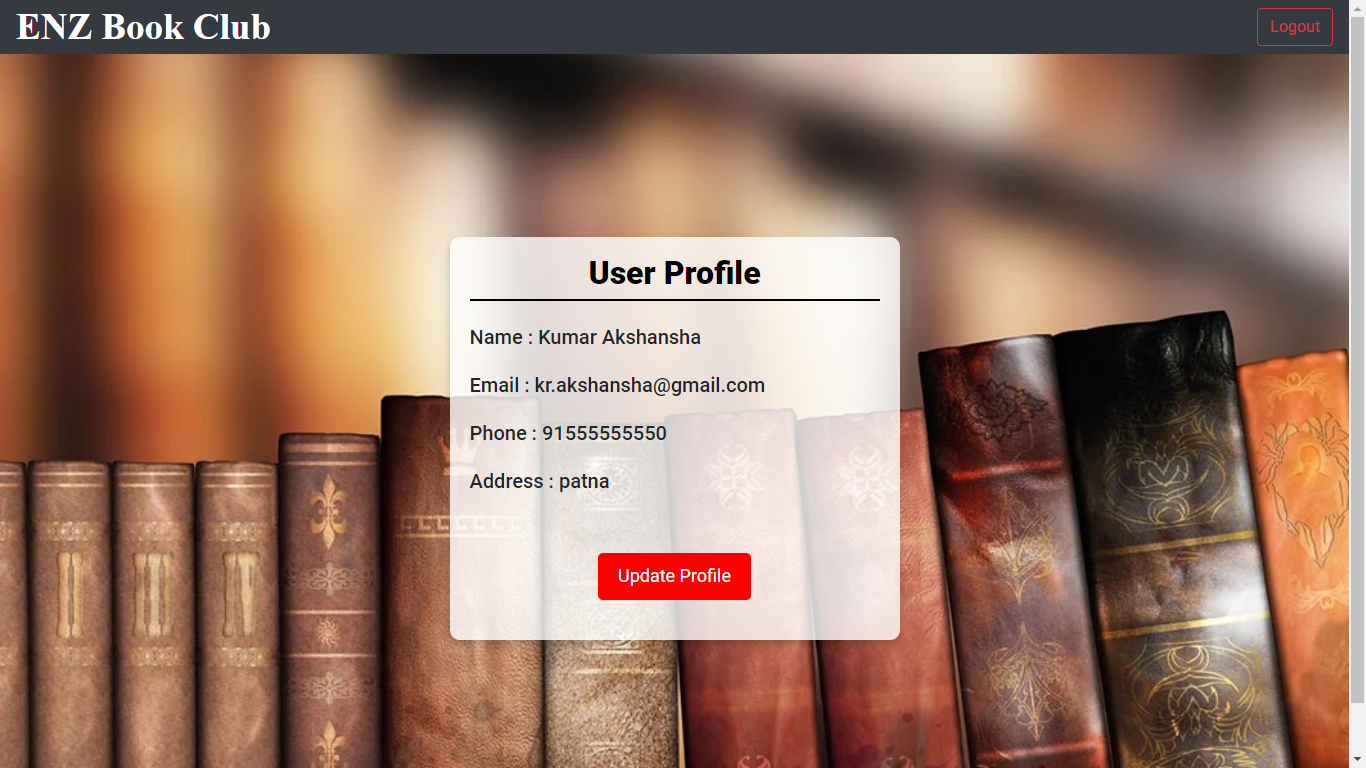 ENZ Book Club
Logout
User Profile
Name : Kumar Akshansha
Email : kr.akshansha@gmail.com
Phone : 91555555550
Address : patna
Update Profile